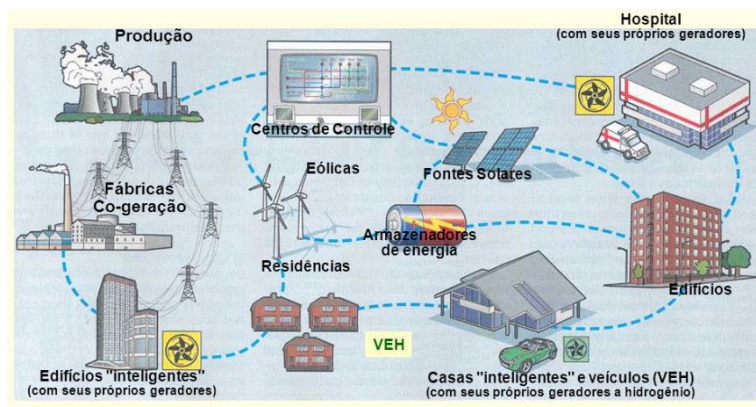 Produção
Hospital
(com seus próprios geradores)
Centros de Controle
Fábricas
Co-geração
Eólicas
Fontes Solares
Armazenadores
de energia
Residências
Edifícios
VEH
Edifícios "inteligentes"
(com seus próprios geradores)
Casas "inteligentes" e veículos (VEH)
(com seus próprios geradores a hidrogênio)